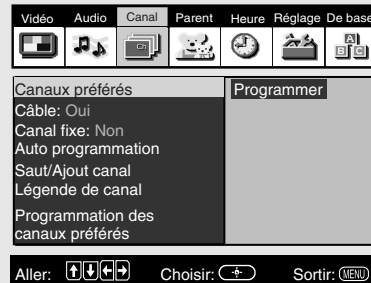 Vidéo Audio Canal Parent Heure Réglage De base
Ch
A
B C
Canaux préférés Programmer
Câble: Oui
Canal fixe: Non
Auto programmation
Saut/Ajout canal
Légende de canal
Programmation des
canaux préférés
Aller: Choisir: Sortir: MENU